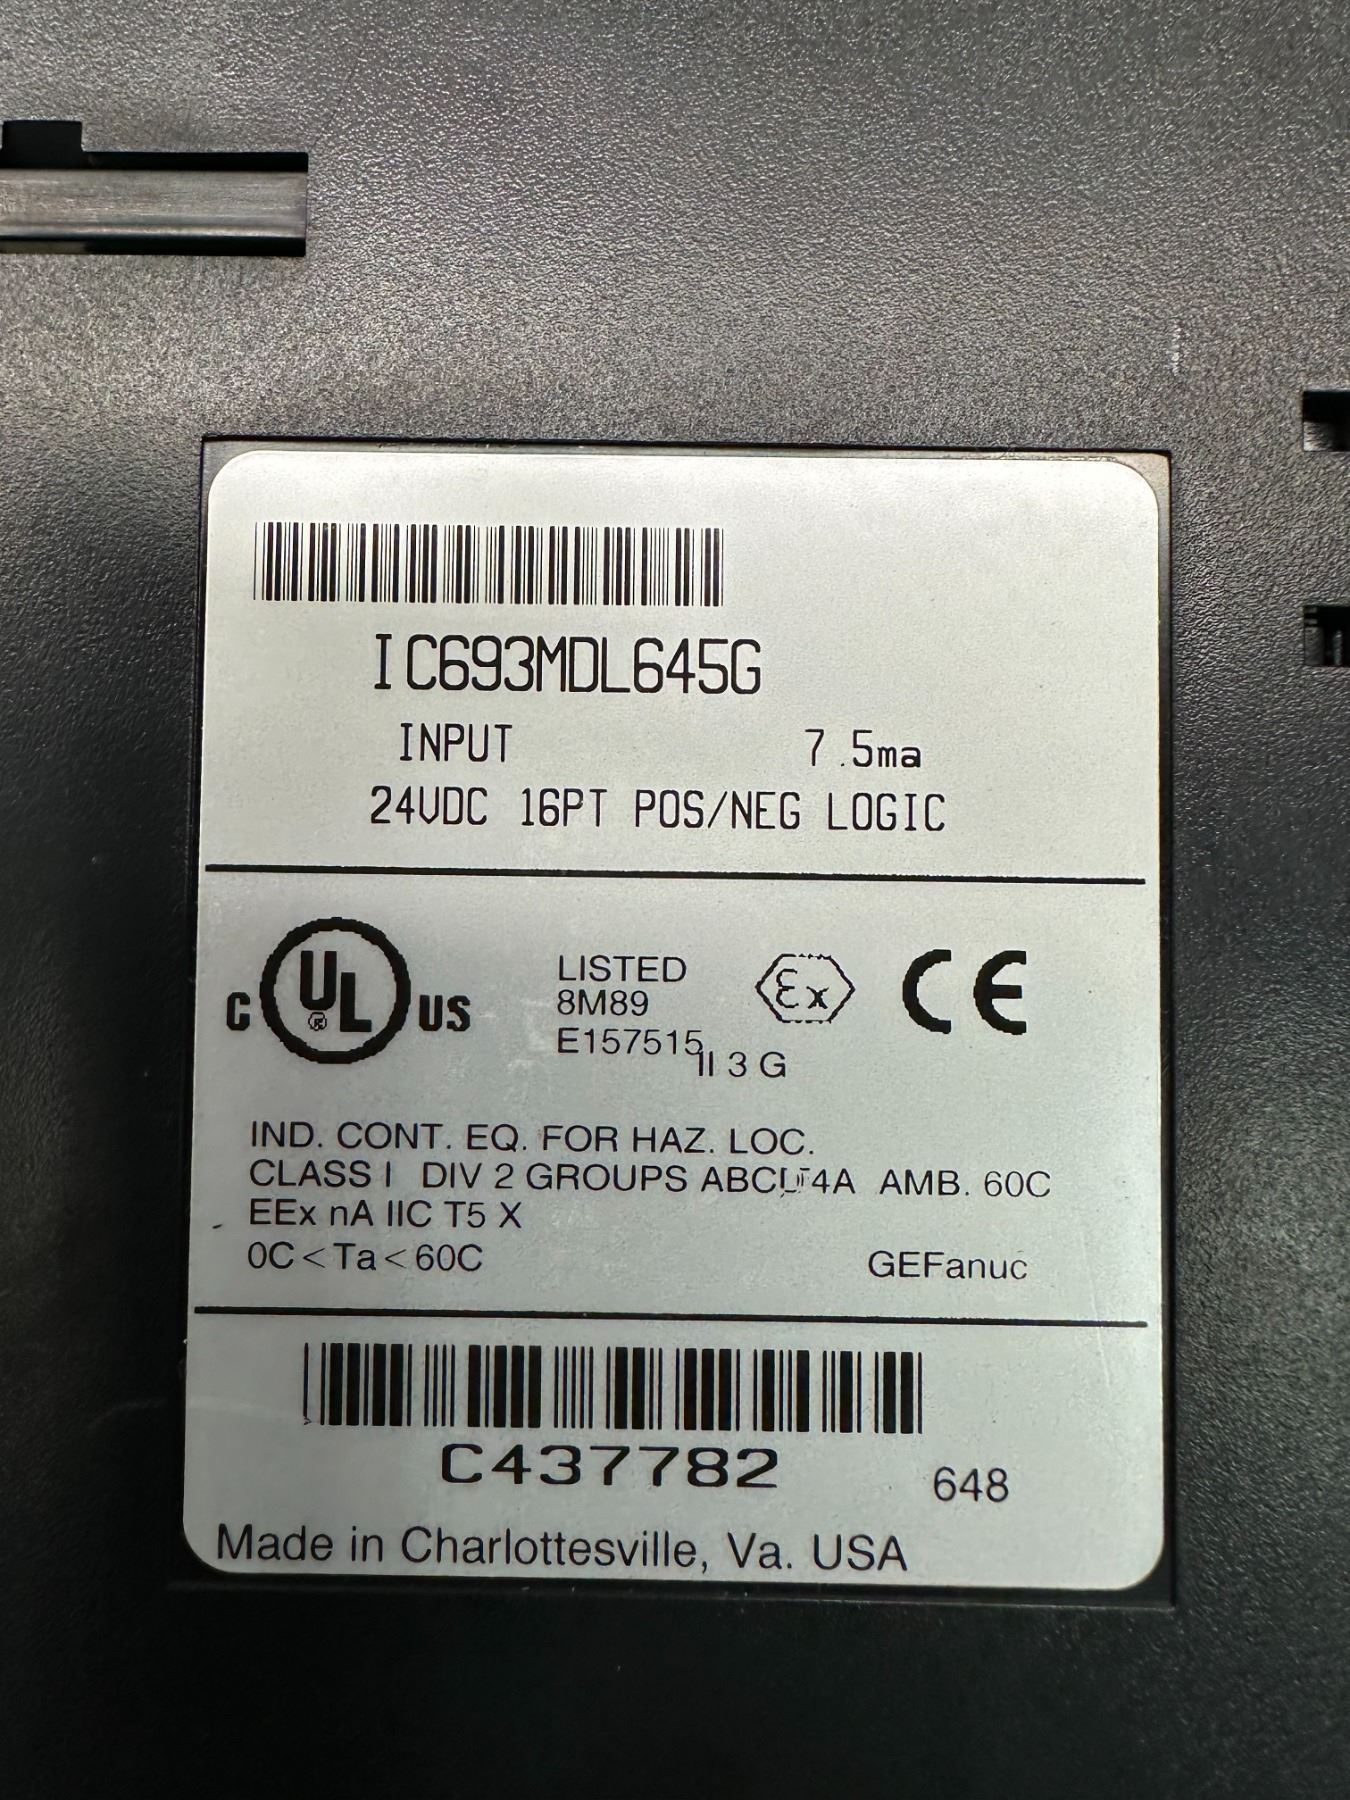 IC693MDL645G
INPUT 7.5ma
24VDC 16PT POS/NEG LOGIC
C UL US
LISTED
8M89
E157515
Ex
CE
II 3 G
IND. CONT. EQ. FOR HAZ. LOC.
CLASS I DIV 2 GROUPS 4A AMB. 60C
EEx nA IIC T5 X
0C<Ta<60C GEFanuc
C437782
648
Made in Charlottesville, Va. USA